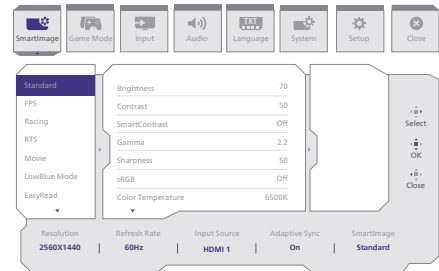 SmartImage
Game Mode
Input
Audio
TXT
Language
System
Setup
Close
Standard
FPS
Racing
RTS
Movie
LowBlue Mode
EasyRead
Brightness 70
Contrast 50
SmartContrast Off
Gamma 2.2
Sharpness 50
sRGB Off
Color Temperature 6500K
Select
OK
Close
Resolution Refresh Rate Input Source Adaptive Sync SmartImage
2560X1440 60Hz HDMI 1 On Standard